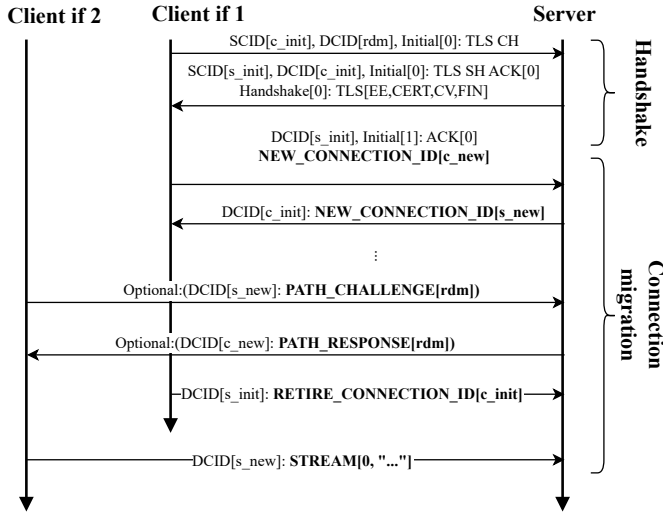 Client if 2 Client if 1 Server
SCID[c_init], DCID[rdm], Initial[0]: TLS CH
SCID[s_init], DCID[c_init], Initial[0]: TLS SH ACK[0]
Handshake[0]: TLS[EE,CERT,CV,FIN]
Handshake
DCID[s_init], Initial[1]: ACK[0]
NEW_CONNECTION_ID[c_new]
DCID[c_init]: NEW_CONNECTION_ID[s_new]
...
Optional:(DCID[s_new]: PATH_CHALLENGE[rdm])
Optional:(DCID[c_new]: PATH_RESPONSE[rdm])
DCID[s_init]: RETIRE_CONNECTION_ID[c_init]
DCID[s_new]: STREAM[0, "..."]
Connection
migration